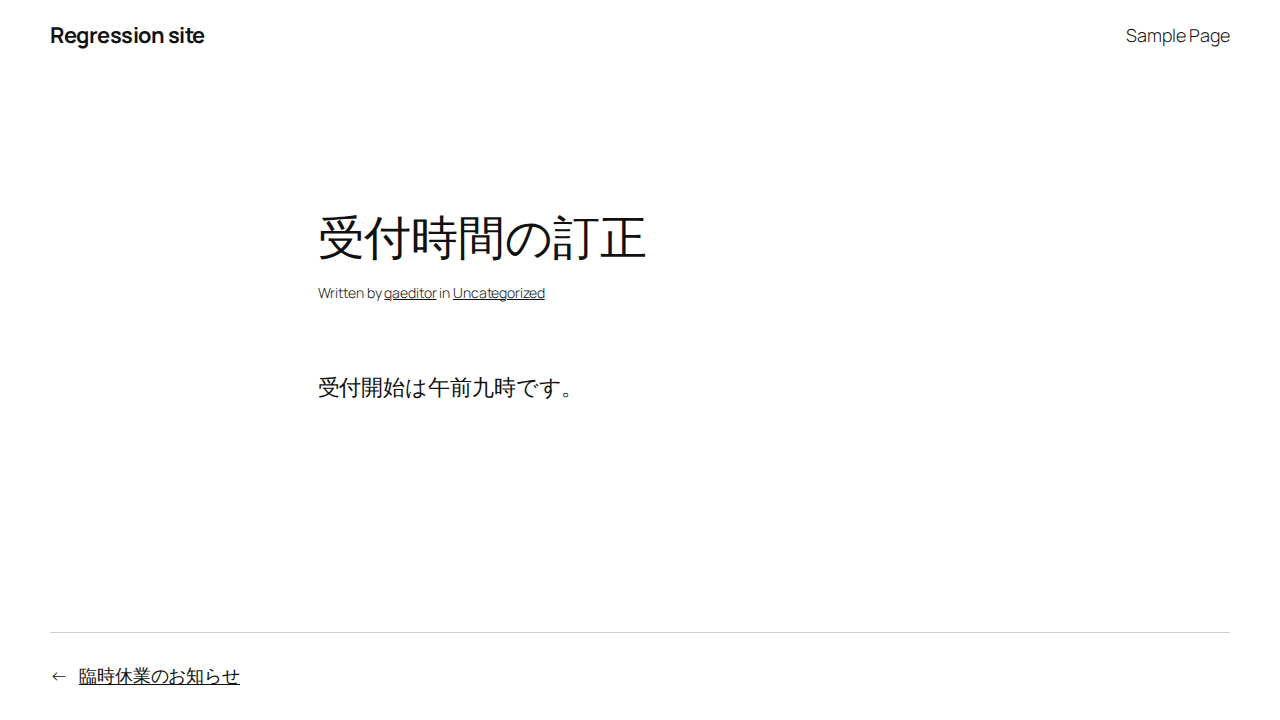 Regression site
Sample Page
受付時間の訂正
Written by qaeditor in Uncategorized
受付開始は午前九時です。
← 臨時休業のお知らせ